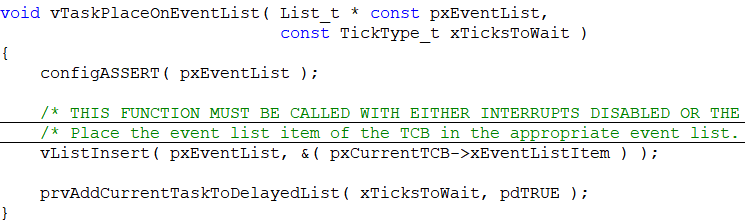 void vTaskPlaceOnEventList( List_t * const pxEventList,
                            const TickType_t xTicksToWait )
{
    configASSERT( pxEventList );

    /* THIS FUNCTION MUST BE CALLED WITH EITHER INTERRUPTS DISABLED OR THE
    /* Place the event list item of the TCB in the appropriate event list.
    vListInsert( pxEventList, &( pxCurrentTCB->xEventListItem ) );

    prvAddCurrentTaskToDelayedList( xTicksToWait, pdTRUE );
}